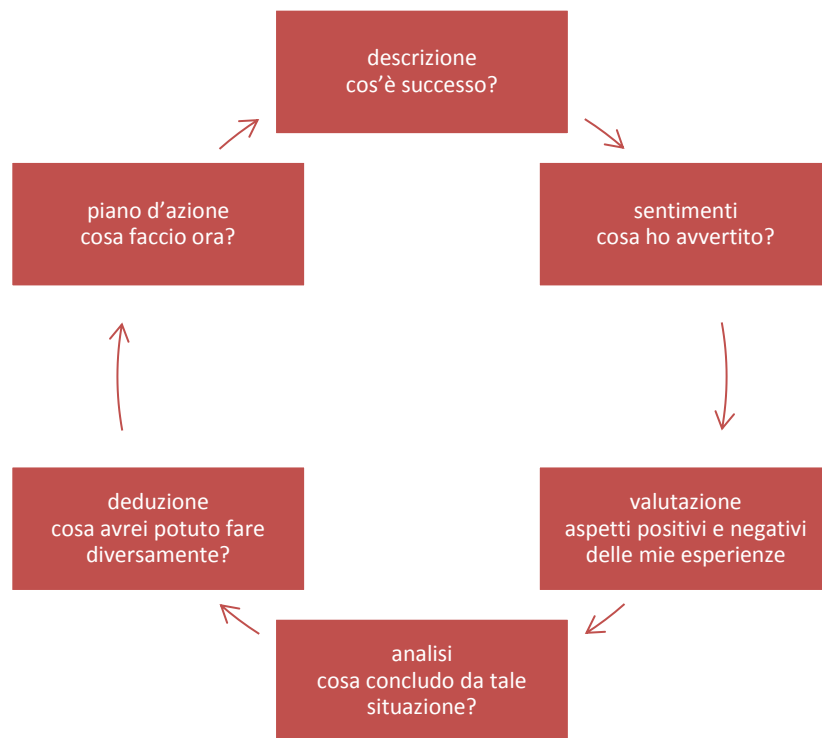 descrizione
cos’è successo?
piano d’azione
cosa faccio ora?
sentimenti
cosa ho avvertito?
deduzione
cosa avrei potuto fare
diversamente?
valutazione
aspetti positivi e negativi
delle mie esperienze
analisi
cosa concludo da tale
situazione?